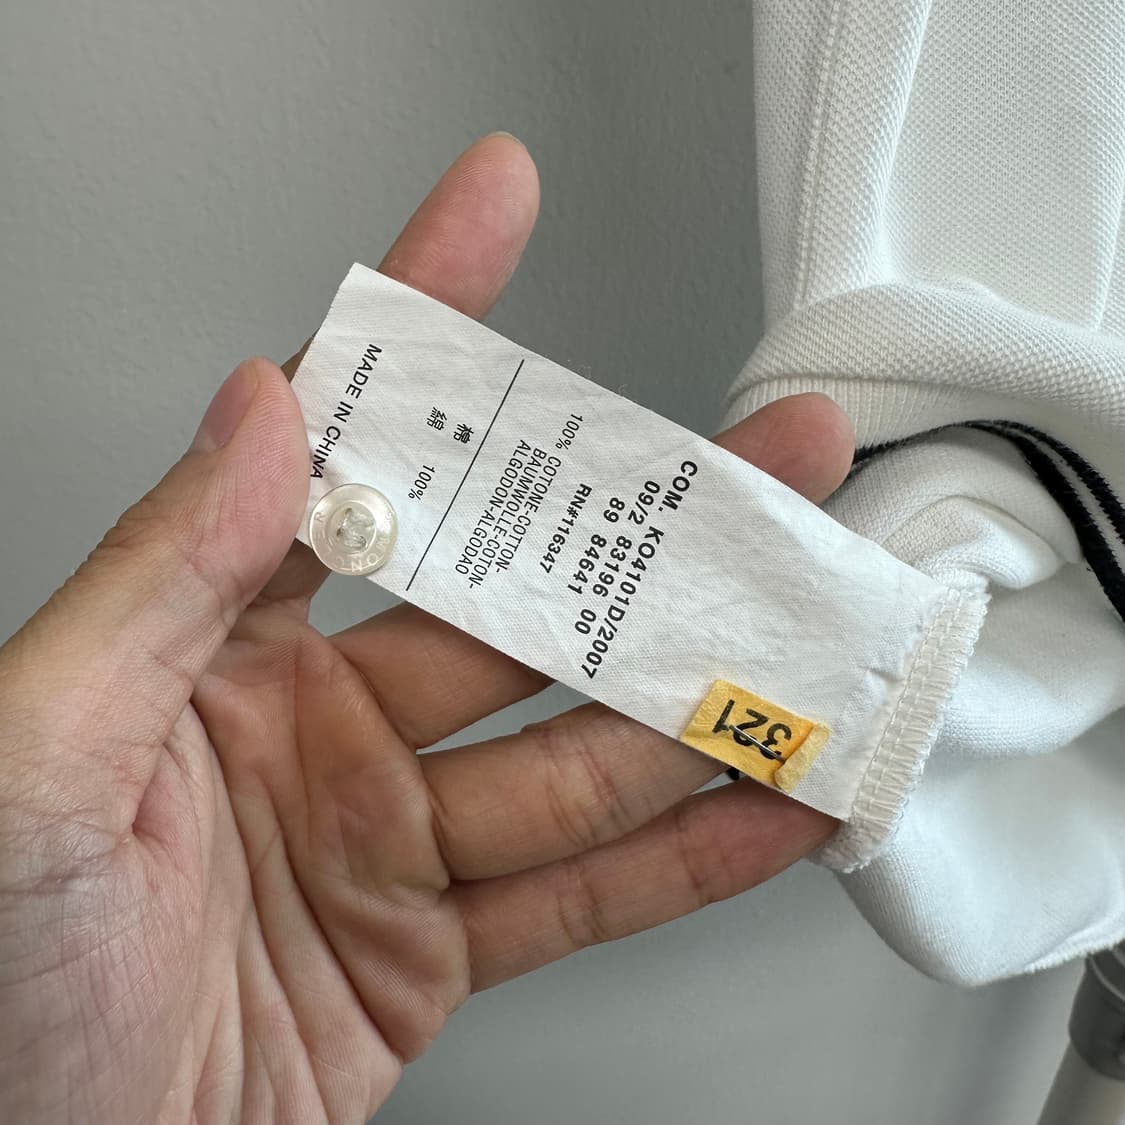 COM. KO4101D/2007
09/2 83196 00
89 84641
RN#116347
100% COTONE-COTTON-
BAUMWOLLE-COTON-
ALGODON-ALGODAO
棉
綿 100%
MADE IN CHINA
321